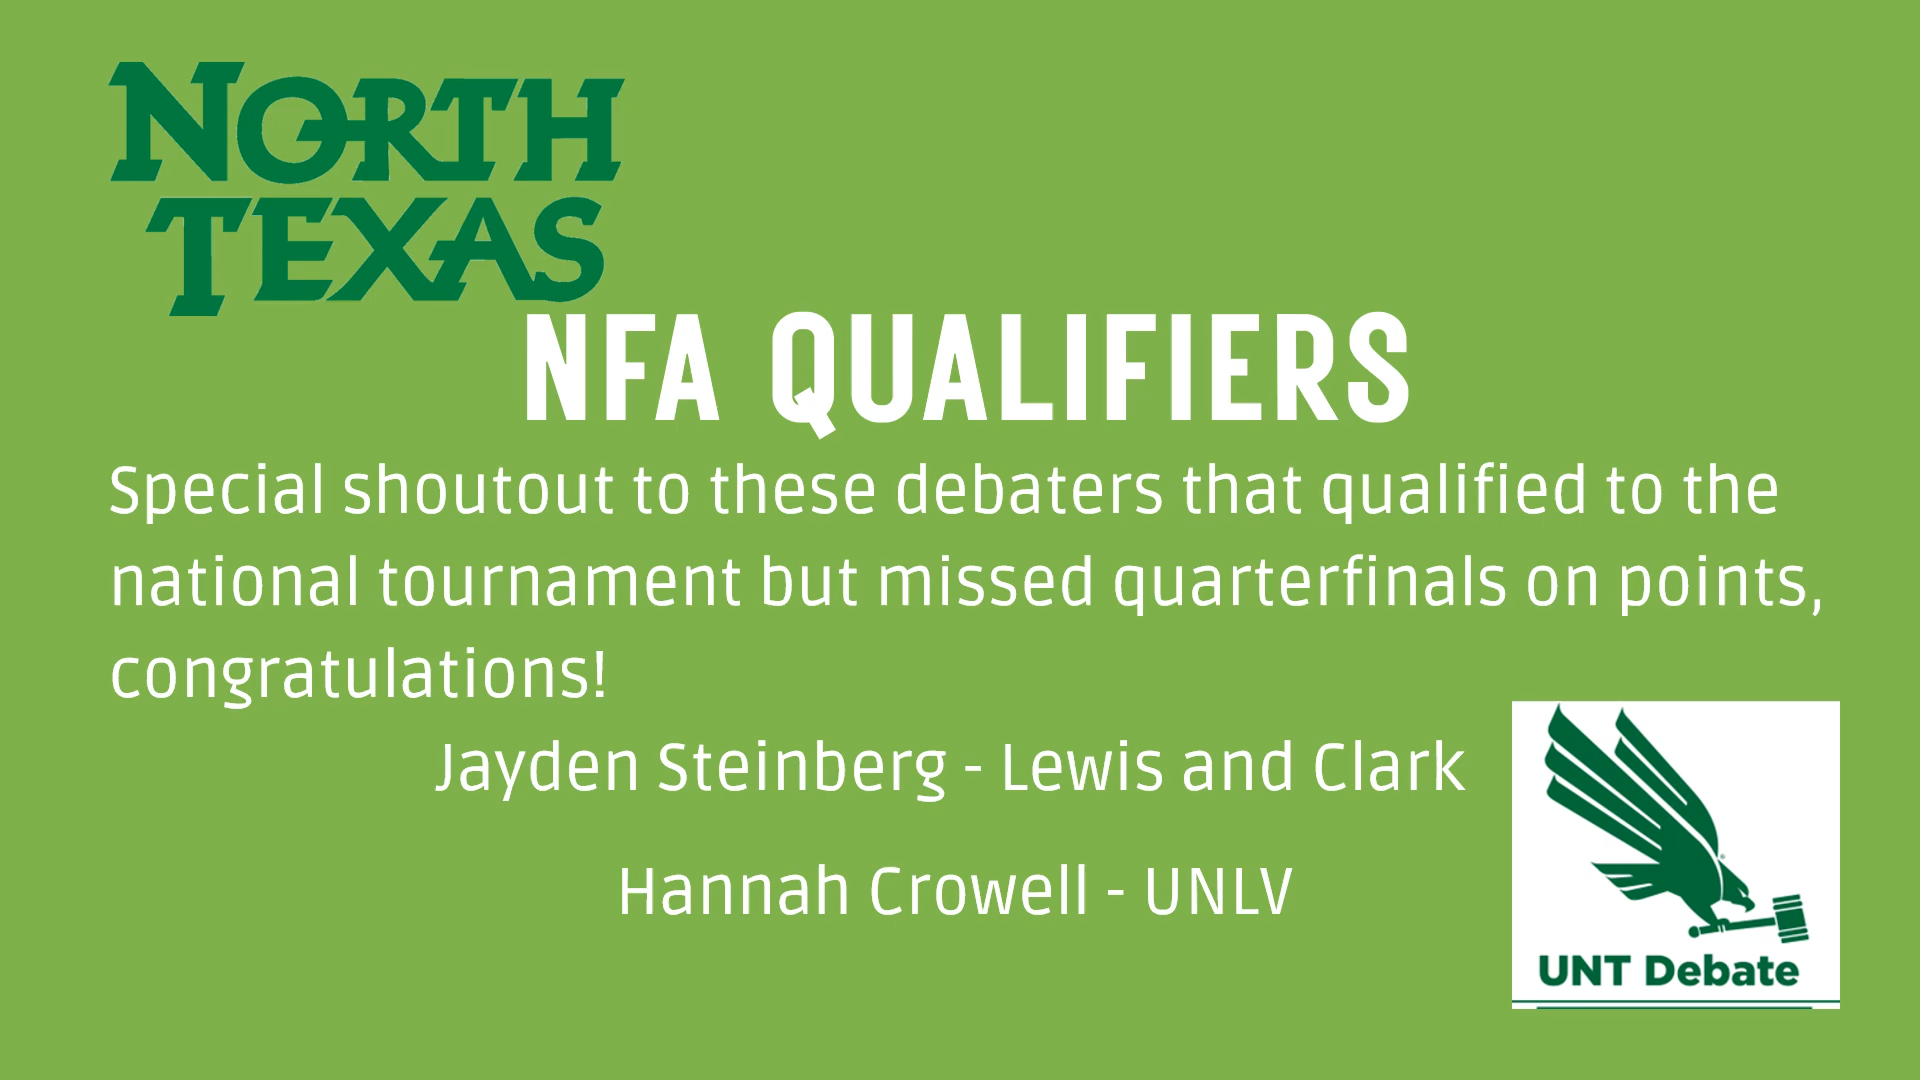 NORTH
TEXAS
NFA QUALIFIERS
Special shoutout to these debaters that qualified to the
national tournament but missed quarterfinals on points,
congratulations!
Jayden Steinberg - Lewis and Clark
Hannah Crowell - UNLV
UNT Debate